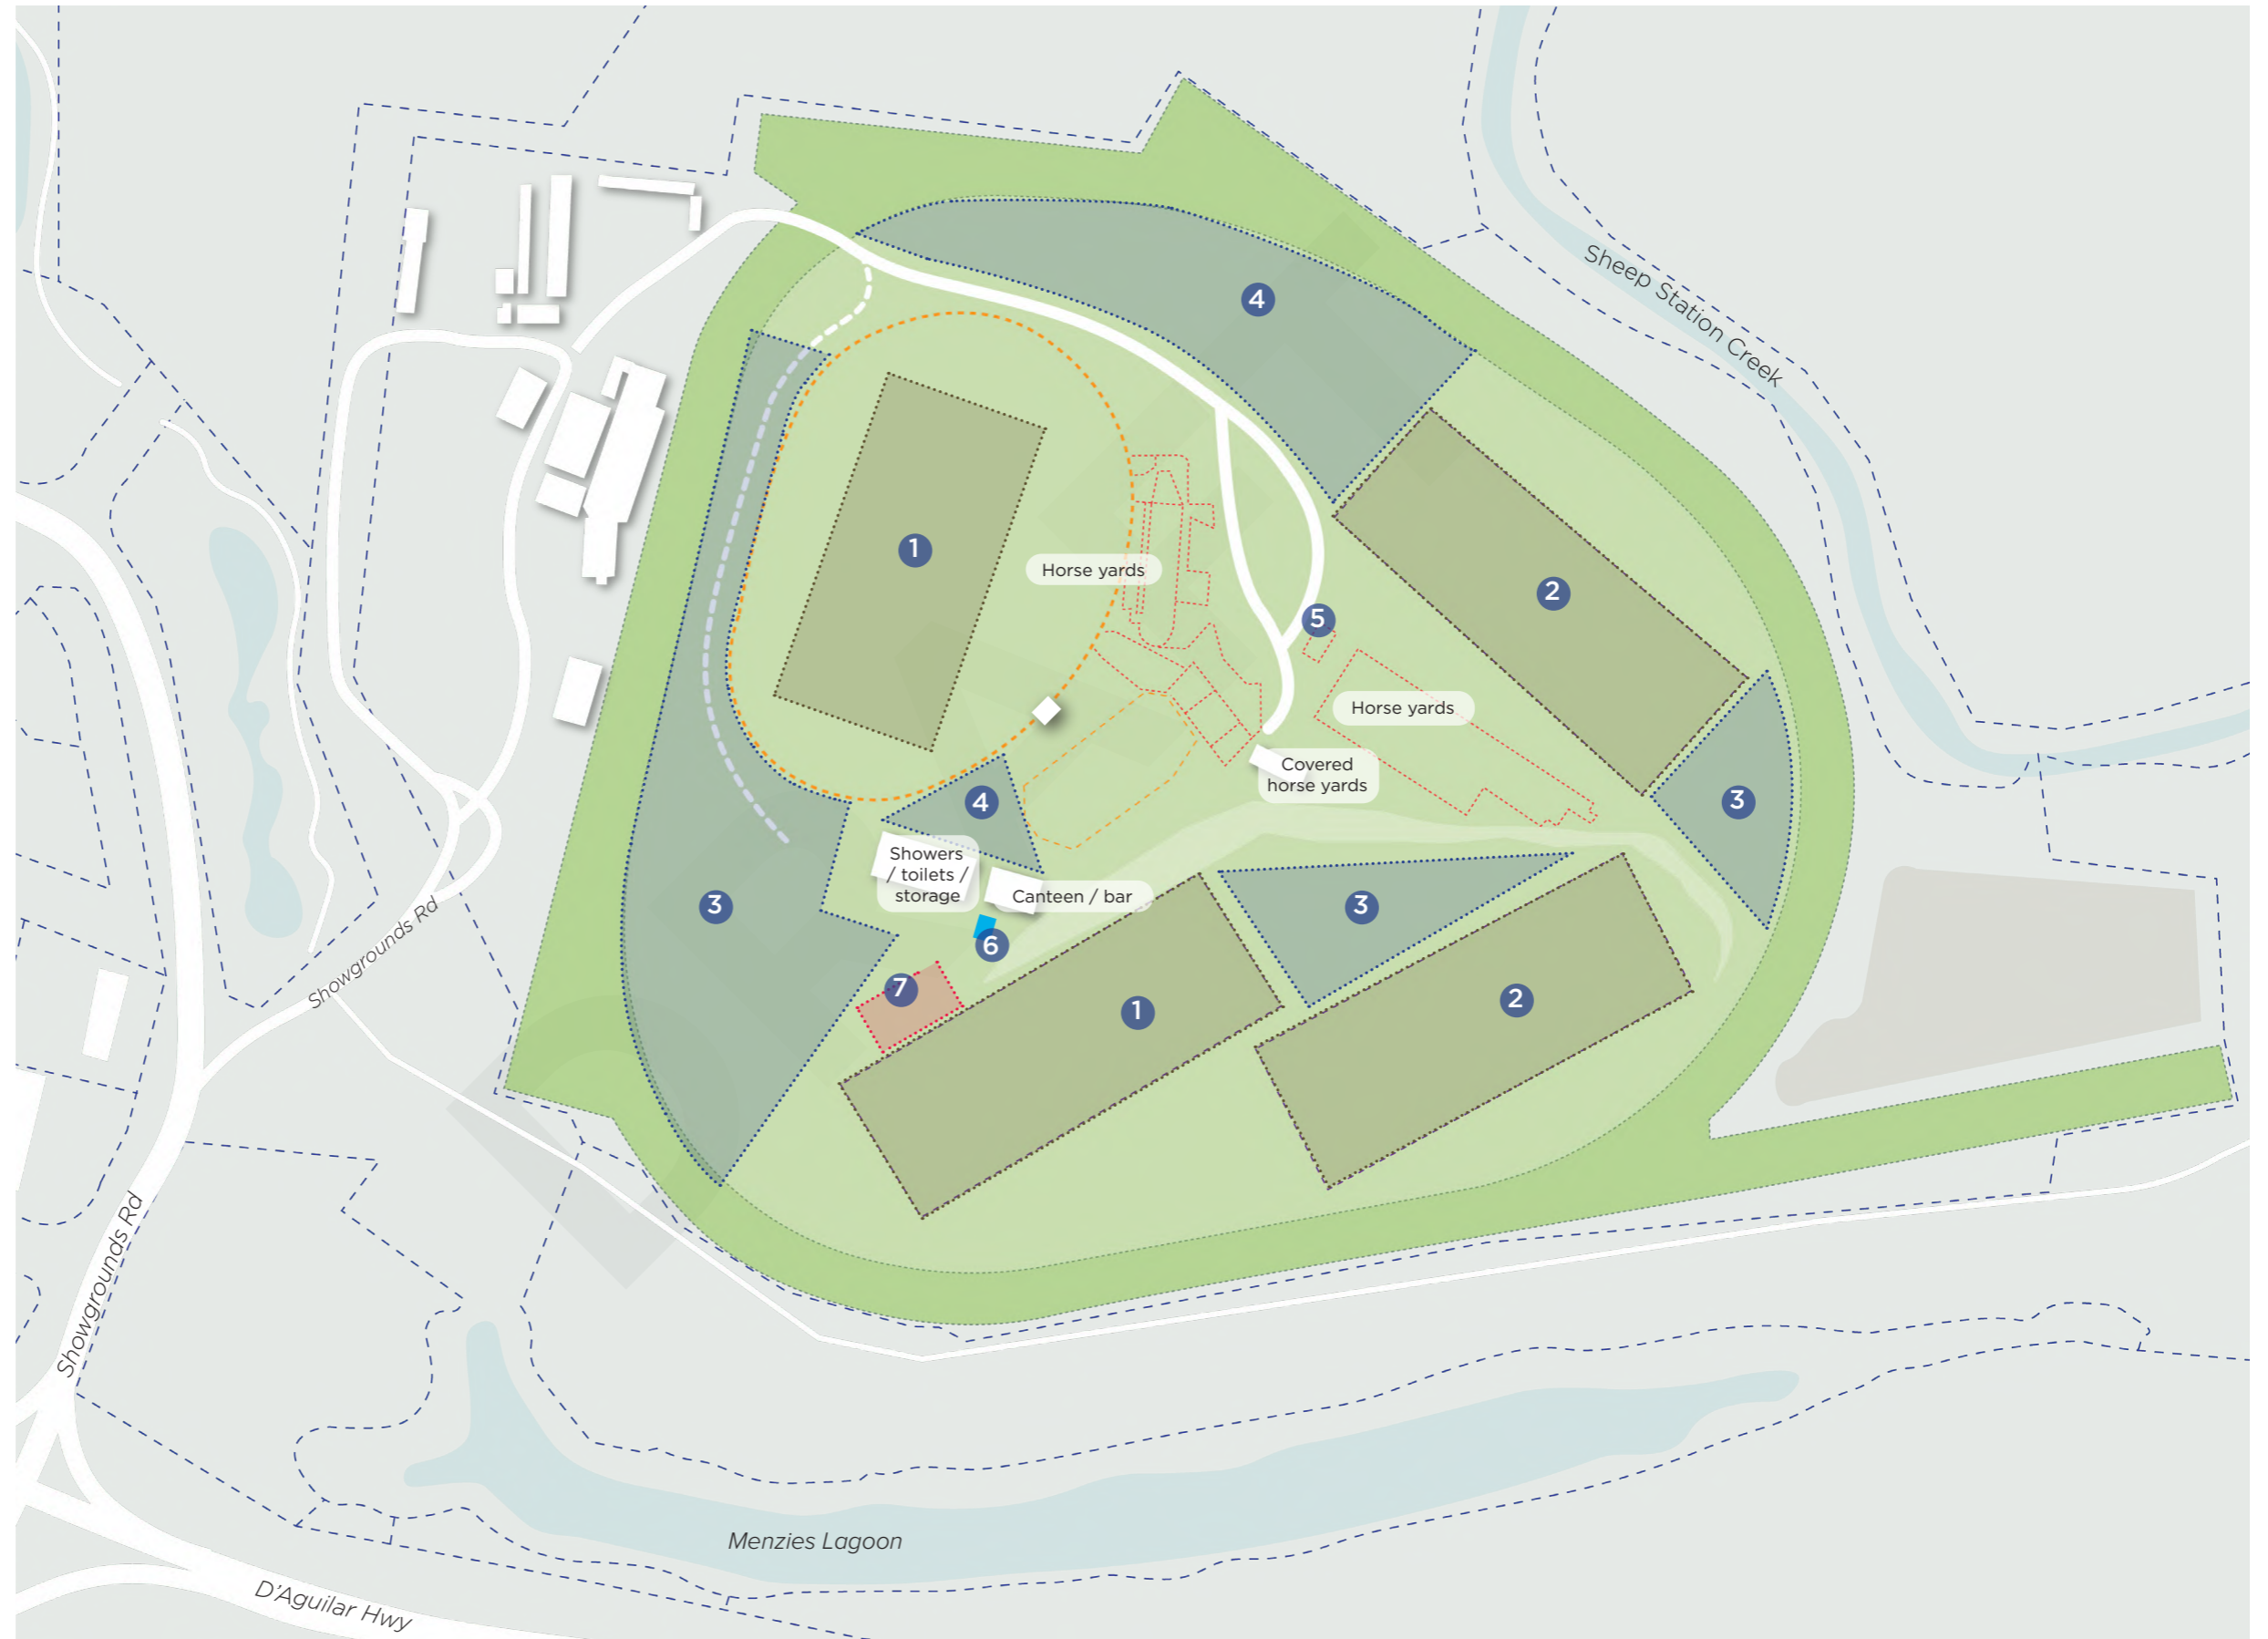 Sheep Station Creek
4
1
Horse yards
2
5
Horse yards
Covered
horse yards
4
3
Showers
/ toilets /
storage
Canteen / bar
3
3
6
7
1
2
Showgrounds Rd
Showgrounds Rd
Menzies Lagoon
D'Aguilar Hwy